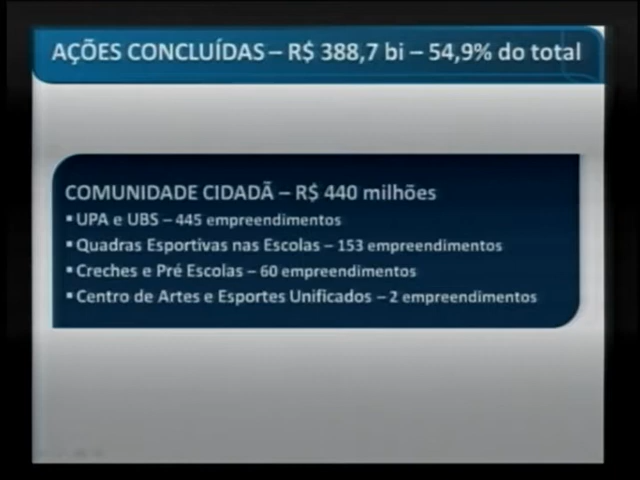 AÇÕES CONCLUÍDAS – R$ 388,7 bi – 54,9% do total
COMUNIDADE CIDADÃ – R$ 440 milhões
▪ UPA e UBS – 445 empreendimentos
▪ Quadras Esportivas nas Escolas – 153 empreendimentos
▪ Creches e Pré Escolas – 60 empreendimentos
▪ Centro de Artes e Esportes Unificados – 2 empreendimentos